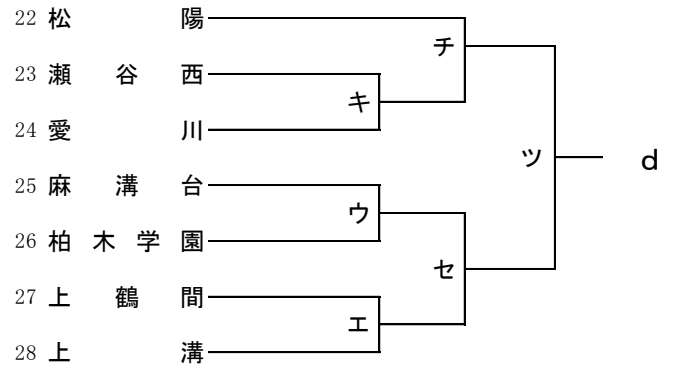 22 松陽
チ
23 瀬谷西
キ
24 愛川
ツ d
25 麻溝台
ウ
26 柏木学園
セ
27 上鶴間
エ
28 上溝